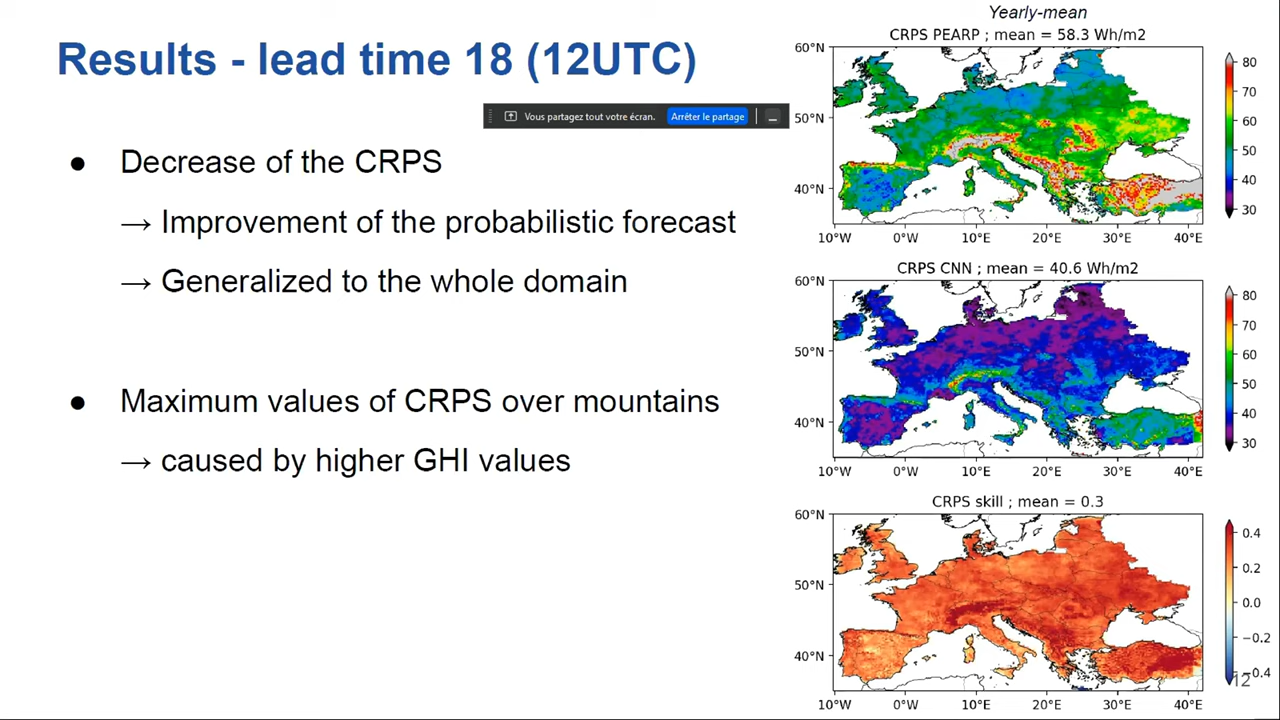 Results - lead time 18 (12UTC)
Vous partagez tout votre écran. Arrêter le partage
● Decrease of the CRPS
→ Improvement of the probabilistic forecast
→ Generalized to the whole domain
● Maximum values of CRPS over mountains
→ caused by higher GHI values
Yearly-mean
CRPS PEARP ; mean = 58.3 Wh/m2
60°N
50°N
40°N
10°W 0°W 10°E 20°E 30°E 40°E
80
70
60
50
40
30
CRPS CNN ; mean = 40.6 Wh/m2
60°N
50°N
40°N
10°W 0°W 10°E 20°E 30°E 40°E
80
70
60
50
40
30
CRPS skill ; mean = 0.3
60°N
50°N
40°N
10°W 0°W 10°E 20°E 30°E 40°E
0.4
0.2
0.0
−0.2
−0.4
12